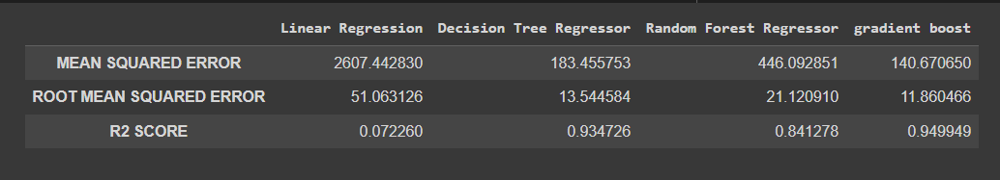 Linear Regression Decision Tree Regressor Random Forest Regressor gradient boost
MEAN SQUARED ERROR 2607.442830 183.455753 446.092851 140.670650
ROOT MEAN SQUARED ERROR 51.063126 13.544584 21.120910 11.860466
R2 SCORE 0.072260 0.934726 0.841278 0.949949